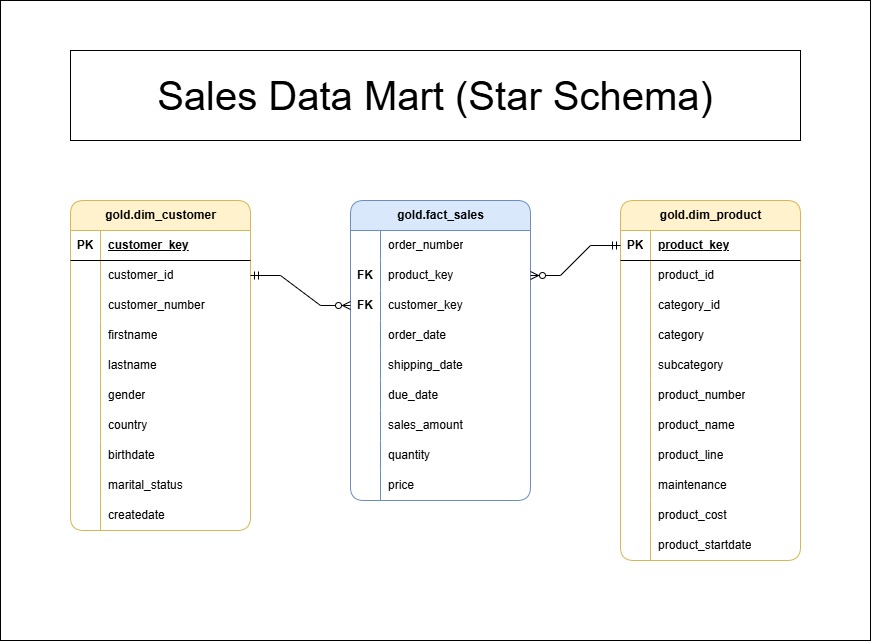 Sales Data Mart (Star Schema)
gold.dim_customer
PK customer_key
customer_id
customer_number
firstname
lastname
gender
country
birthdate
marital_status
createdate
gold.fact_sales
order_number
FK product_key
FK customer_key
order_date
shipping_date
due_date
sales_amount
quantity
price
gold.dim_product
PK product_key
product_id
category_id
category
subcategory
product_number
product_name
product_line
maintenance
product_cost
product_startdate